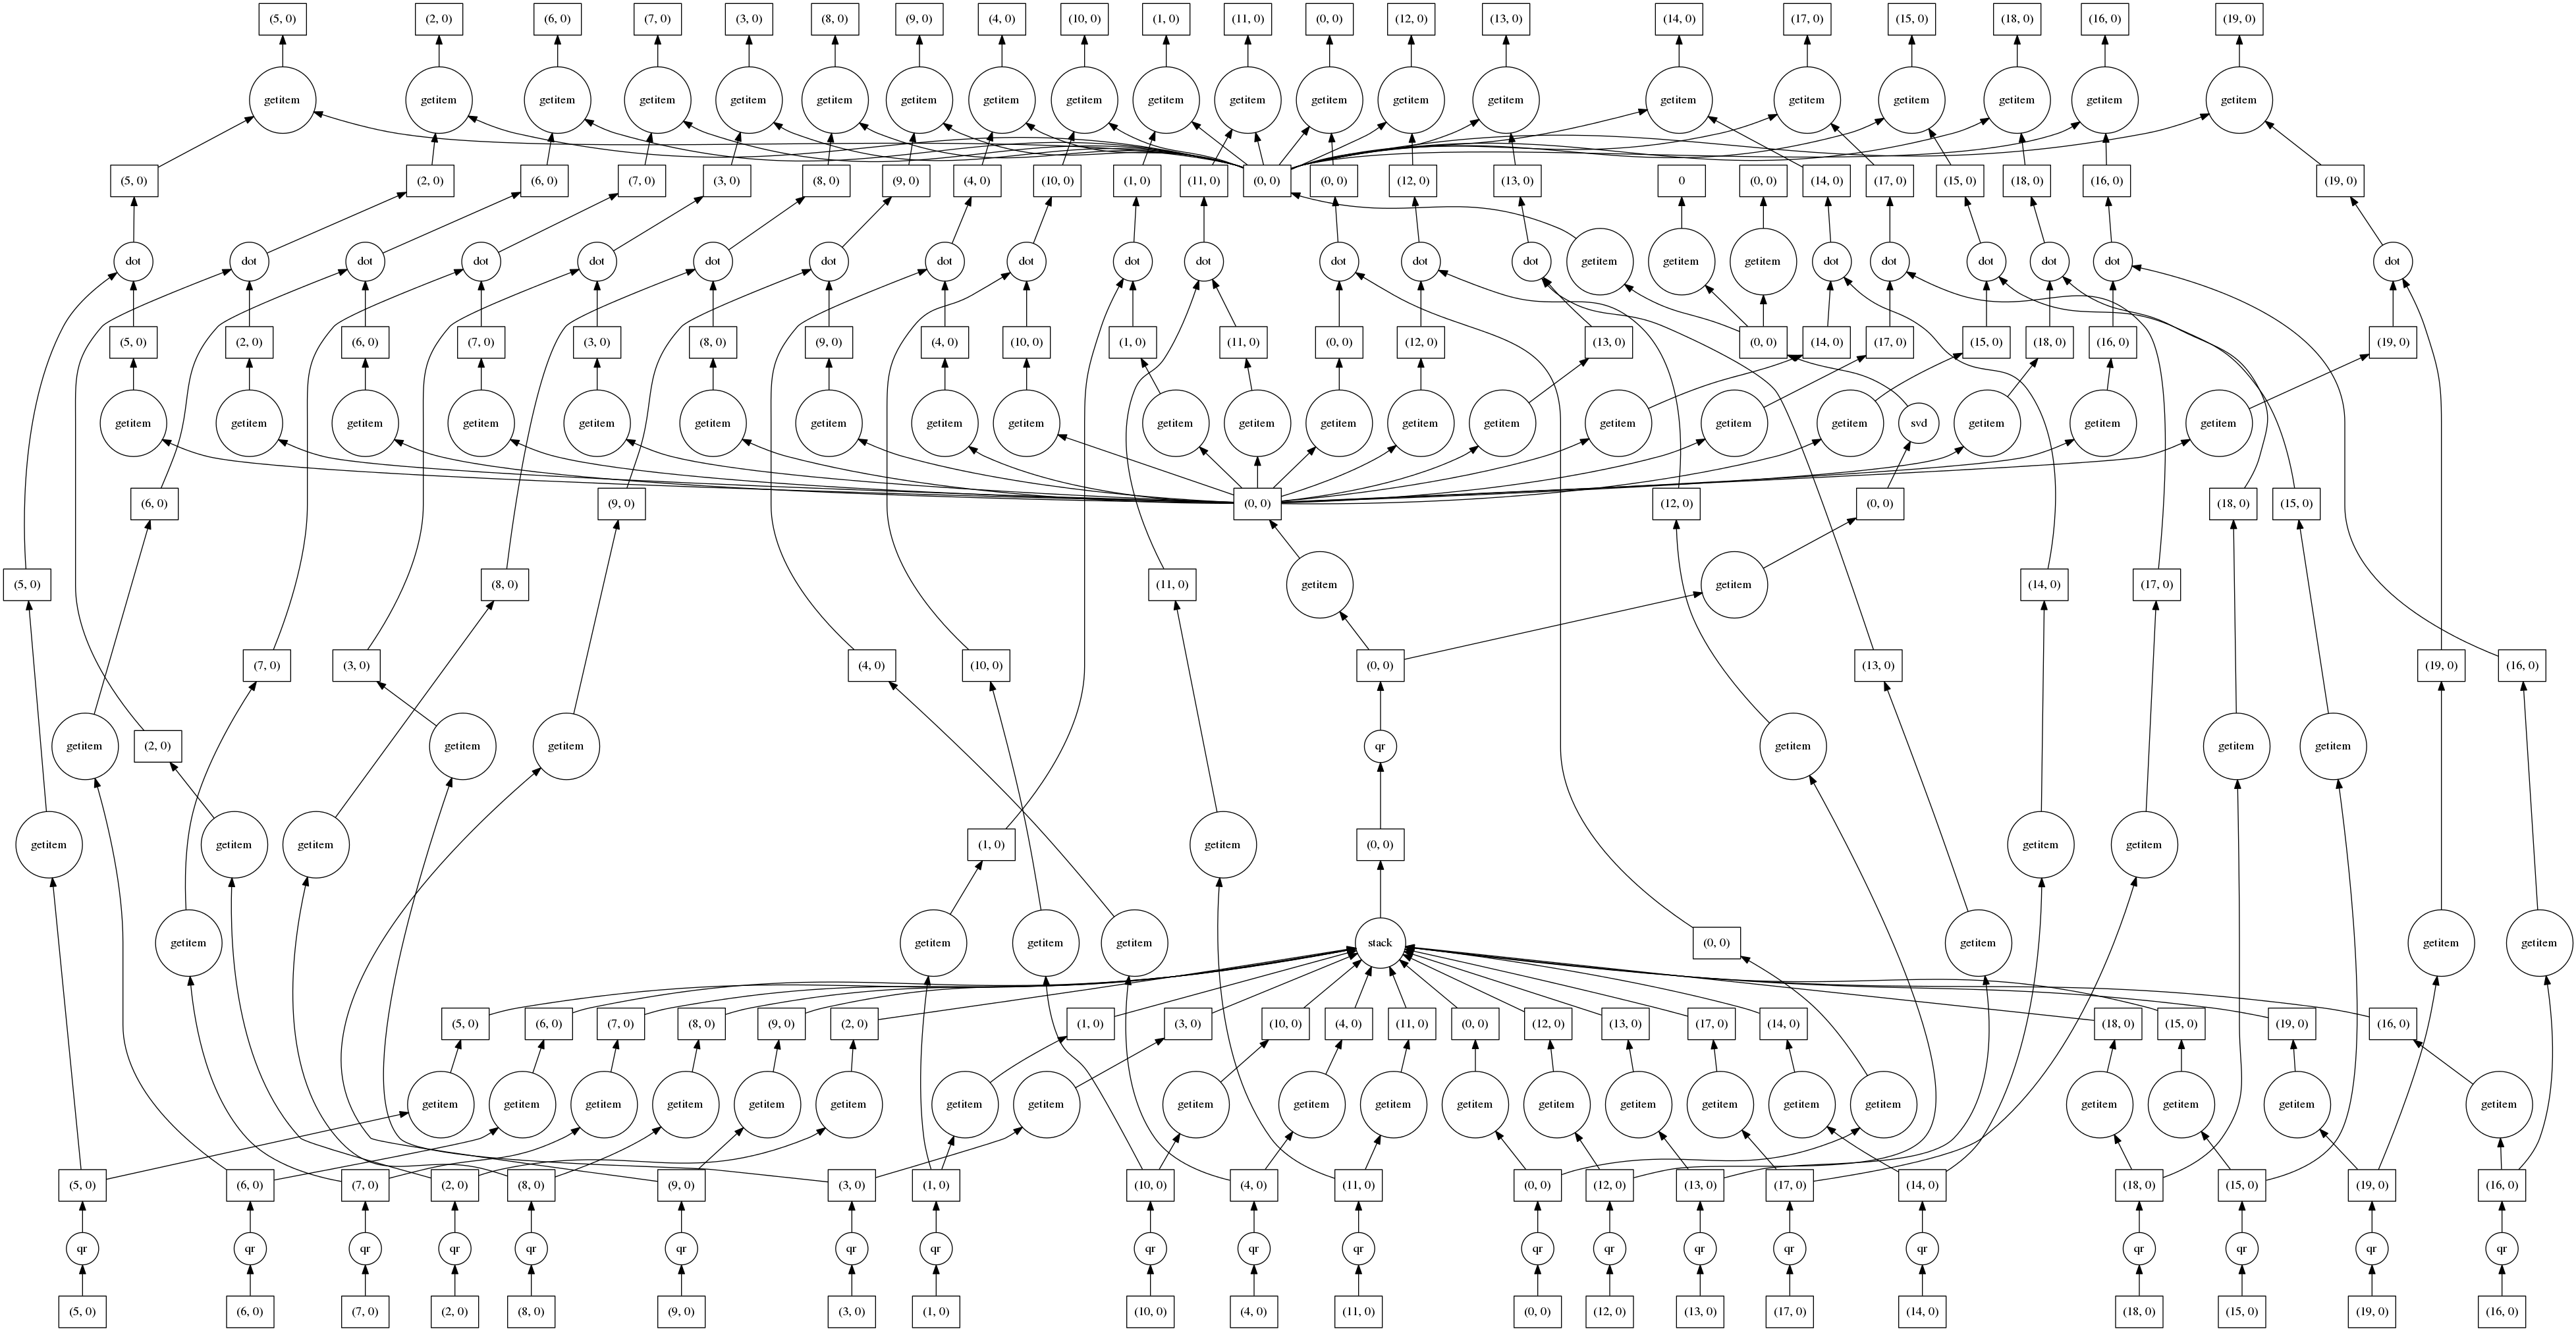 (5, 0) (2, 0) (6, 0) (7, 0) (3, 0) (8, 0) (9, 0) (4, 0) (10, 0) (1, 0) (11, 0) (0, 0) (12, 0) (13, 0) (14, 0) (17, 0) (15, 0) (18, 0) (16, 0) (19, 0)
getitem getitem getitem getitem getitem getitem getitem getitem getitem getitem getitem getitem getitem getitem getitem getitem getitem getitem getitem getitem
(5, 0) (2, 0) (6, 0) (7, 0) (3, 0) (8, 0) (9, 0) (4, 0) (10, 0) (1, 0) (11, 0) (0, 0) (0, 0) (12, 0) (13, 0) 0 (0, 0) (14, 0) (17, 0) (15, 0) (18, 0) (16, 0) (19, 0)
dot dot dot dot dot dot dot dot dot dot dot dot dot dot getitem getitem getitem dot dot dot dot dot dot
(5, 0) (2, 0) (6, 0) (7, 0) (3, 0) (8, 0) (9, 0) (4, 0) (10, 0) (1, 0) (11, 0) (0, 0) (12, 0) (13, 0) (0, 0) (14, 0) (17, 0) (15, 0) (18, 0) (16, 0) (19, 0)
getitem getitem getitem getitem getitem getitem getitem getitem getitem getitem getitem getitem getitem getitem getitem getitem getitem svd getitem getitem getitem
(6, 0) (9, 0) (0, 0) (12, 0) (0, 0) (18, 0) (15, 0)
(5, 0) (8, 0) (11, 0) getitem getitem (14, 0) (17, 0)
(7, 0) (3, 0) (4, 0) (10, 0) (0, 0) (13, 0) (19, 0) (16, 0)
getitem (2, 0) getitem getitem qr getitem getitem getitem
getitem getitem getitem (1, 0) getitem (0, 0) getitem getitem
getitem getitem getitem getitem stack (0, 0) getitem getitem getitem
(5, 0) (6, 0) (7, 0) (8, 0) (9, 0) (2, 0) (1, 0) (3, 0) (10, 0) (4, 0) (11, 0) (0, 0) (12, 0) (13, 0) (17, 0) (14, 0) (18, 0) (15, 0) (19, 0) (16, 0)
getitem getitem getitem getitem getitem getitem getitem getitem getitem getitem getitem getitem getitem getitem getitem getitem getitem getitem getitem getitem getitem
(5, 0) (6, 0) (7, 0) (2, 0) (8, 0) (9, 0) (3, 0) (1, 0) (10, 0) (4, 0) (11, 0) (0, 0) (12, 0) (13, 0) (17, 0) (14, 0) (18, 0) (15, 0) (19, 0) (16, 0)
qr qr qr qr qr qr qr qr qr qr qr qr qr qr qr qr qr qr qr qr
(5, 0) (6, 0) (7, 0) (2, 0) (8, 0) (9, 0) (3, 0) (1, 0) (10, 0) (4, 0) (11, 0) (0, 0) (12, 0) (13, 0) (17, 0) (14, 0) (18, 0) (15, 0) (19, 0) (16, 0)